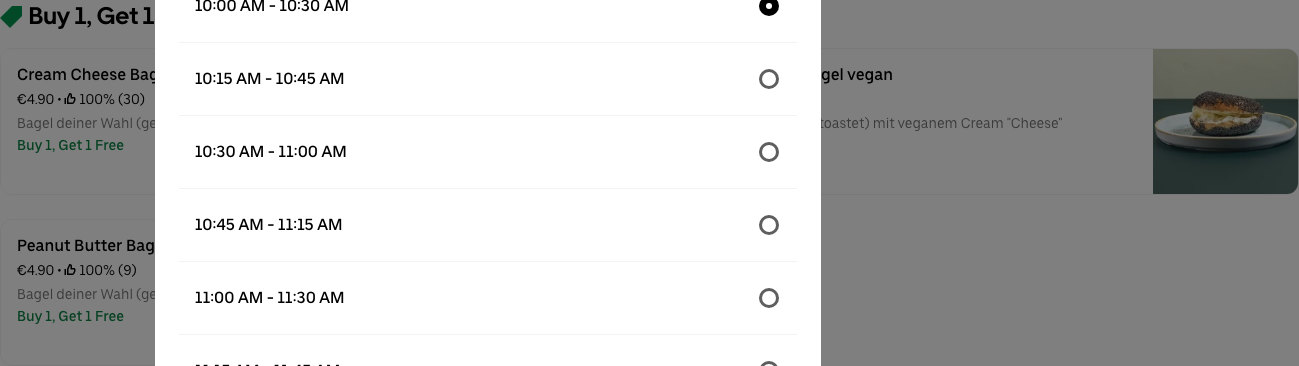 Buy 1, Get 1
10:00 AM - 10:30 AM
10:15 AM - 10:45 AM
10:30 AM - 11:00 AM
10:45 AM - 11:15 AM
11:00 AM - 11:30 AM
Cream Cheese Bag
€4.90 • 100% (30)
Bagel deiner Wahl (ge
Buy 1, Get 1 Free
gel vegan
toastet) mit veganem Cream "Cheese"
Peanut Butter Bag
€4.90 • 100% (9)
Bagel deiner Wahl (ge
Buy 1, Get 1 Free